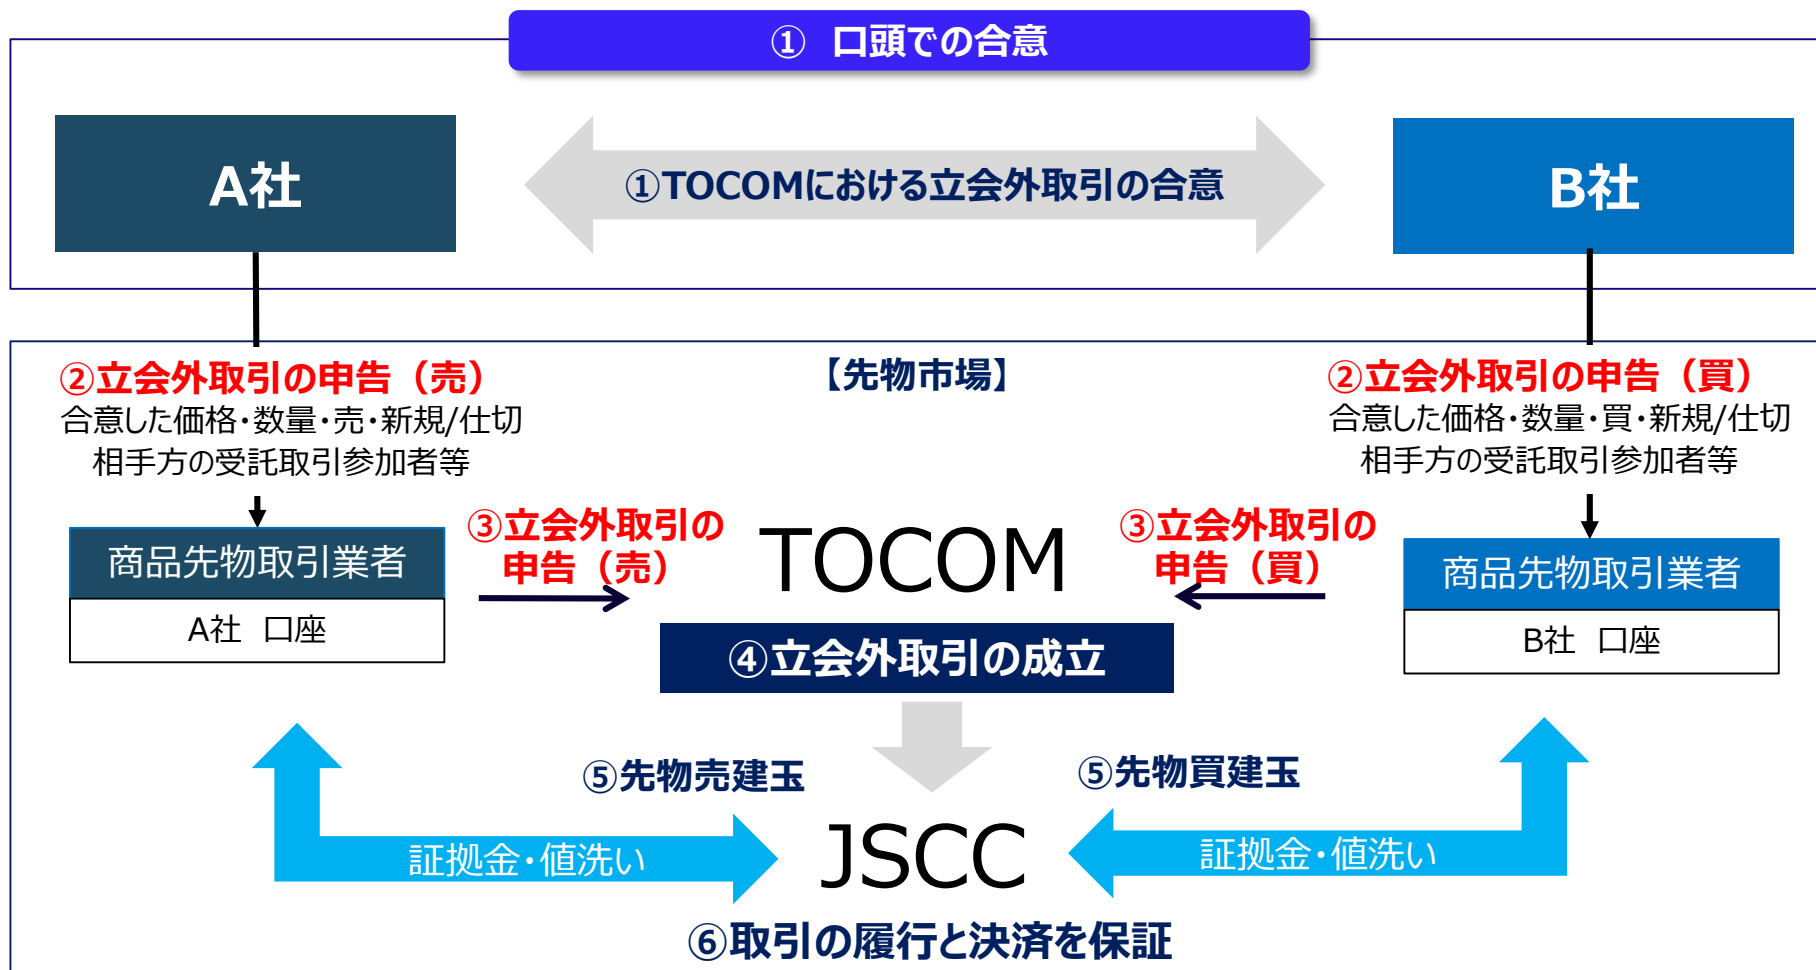 ① 口頭での合意
A社
①TOCOMにおける立会外取引の合意
B社
②立会外取引の申告（売）
合意した価格・数量・売・新規/仕切
相手方の受託取引参加者等
【先物市場】
②立会外取引の申告（買）
合意した価格・数量・買・新規/仕切
相手方の受託取引参加者等
商品先物取引業者
A社 口座
③立会外取引の
申告（売）
TOCOM
③立会外取引の
申告（買）
商品先物取引業者
B社 口座
④立会外取引の成立
⑤先物売建玉
⑤先物買建玉
証拠金・値洗い
JSCC
証拠金・値洗い
⑥取引の履行と決済を保証